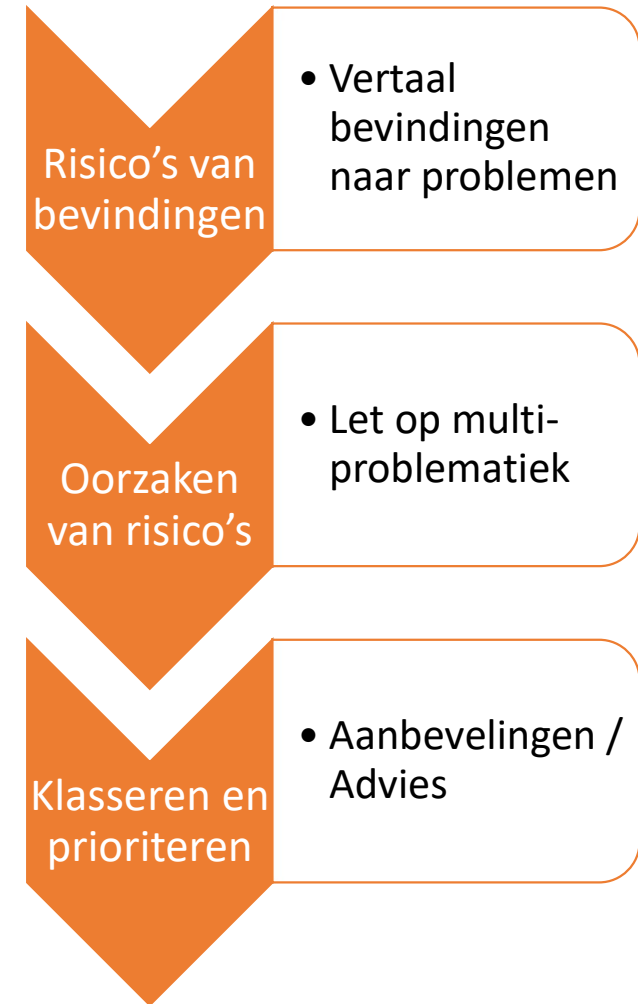 Risico’s van
bevindingen
• Vertaal
bevindingen
naar problemen
Oorzaken
van risico’s
• Let op multi-
problematiek
Klasseren en
prioriteren
• Aanbevelingen /
Advies